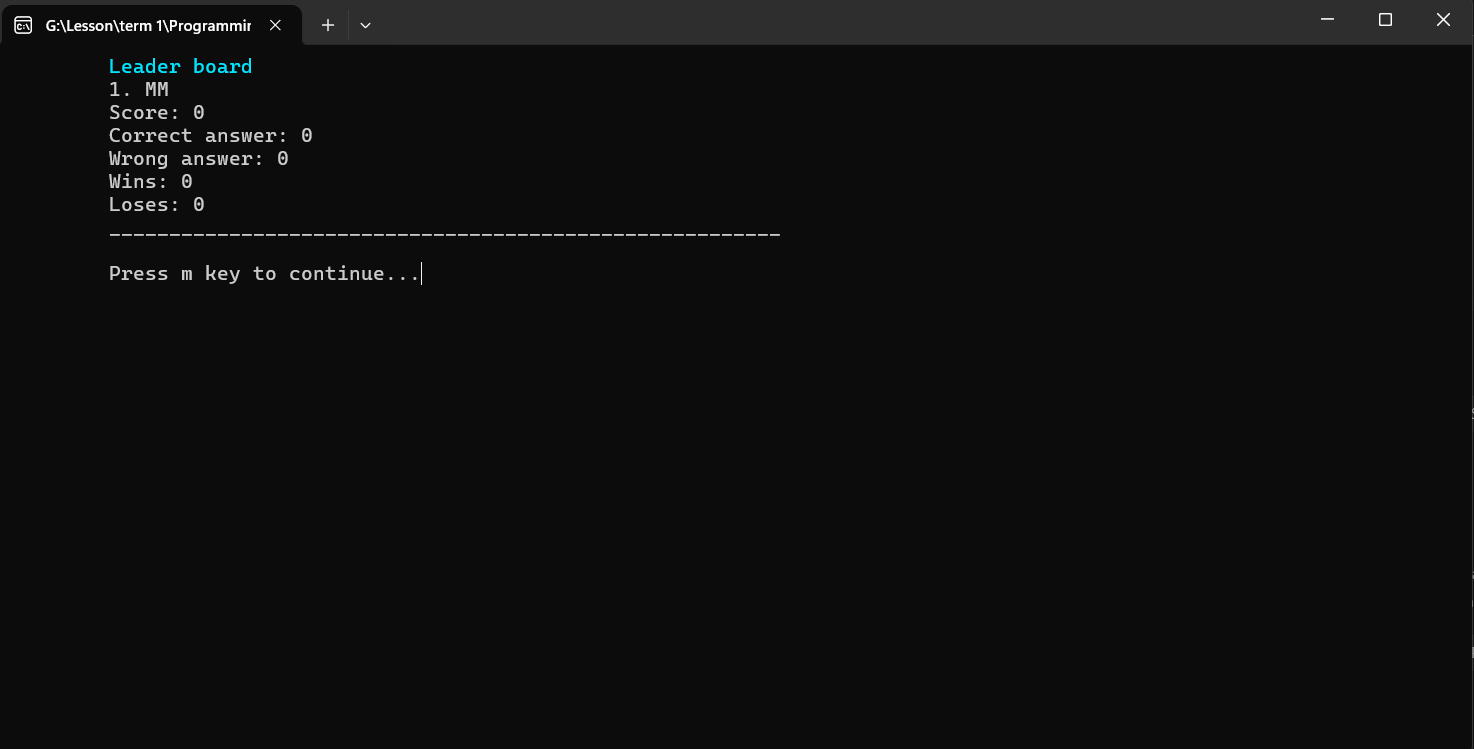 G:\Lesson\term 1\Programmir
Leader board
1. MM
Score: 0
Correct answer: 0
Wrong answer: 0
Wins: 0
Loses: 0
________________________________________________________
Press m key to continue...